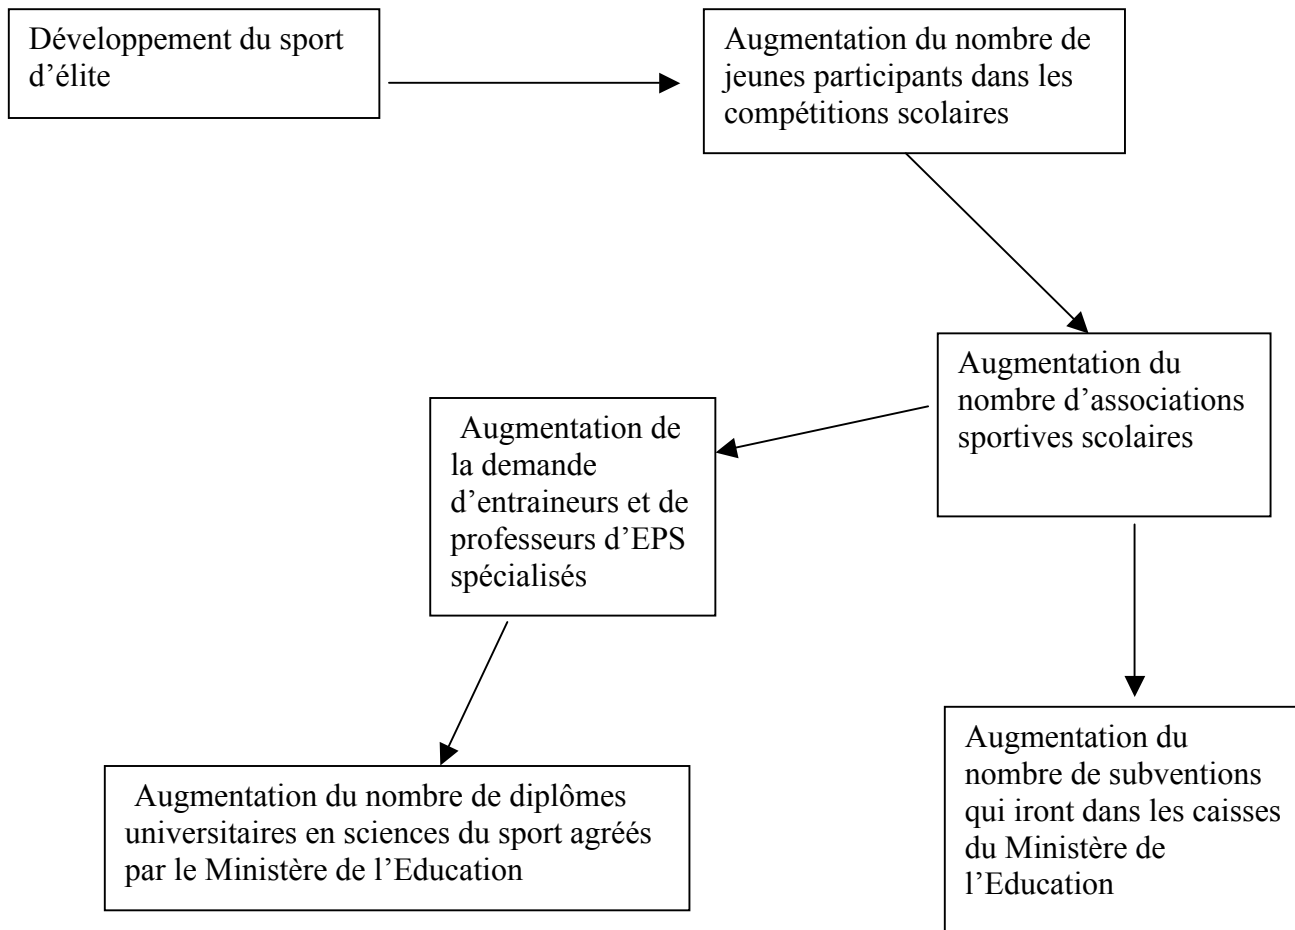 Développement du sport
d’élite
Augmentation du nombre de
jeunes participants dans les
compétitions scolaires
Augmentation du
nombre d’associations
sportives scolaires
Augmentation de
la demande
d’entraineurs et de
professeurs d’EPS
spécialisés
Augmentation du nombre de diplômes
universitaires en sciences du sport agréés
par le Ministère de l’Education
Augmentation du
nombre de subventions
qui iront dans les caisses
du Ministère de
l’Education